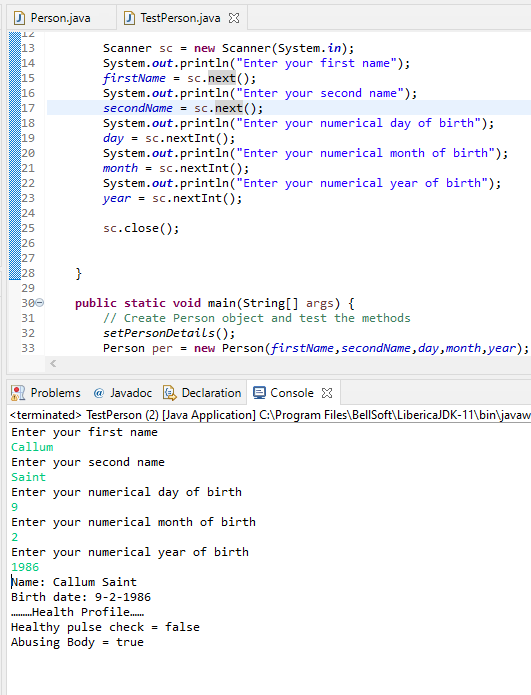 Person.java TestPerson.java
12
13 Scanner sc = new Scanner(System.in);
14 System.out.println("Enter your first name");
15 firstName = sc.next();
16 System.out.println("Enter your second name");
17 secondName = sc.next();
18 System.out.println("Enter your numerical day of birth");
19 day = sc.nextInt();
20 System.out.println("Enter your numerical month of birth");
21 month = sc.nextInt();
22 System.out.println("Enter your numerical year of birth");
23 year = sc.nextInt();
24
25 sc.close();
26
27
28 }
29
30 public static void main(String[] args) {
31 // Create Person object and test the methods
32 setPersonDetails();
33 Person per = new Person(firstName,secondName,day,month,year);
Problems @ Javadoc Declaration Console
<terminated> TestPerson (2) [Java Application] C:\Program Files\BellSoft\LibericaJDK-11\bin\javaw
Enter your first name
Callum
Enter your second name
Saint
Enter your numerical day of birth
9
Enter your numerical month of birth
2
Enter your numerical year of birth
1986
Name: Callum Saint
Birth date: 9-2-1986
………Health Profile……
Healthy pulse check = false
Abusing Body = true